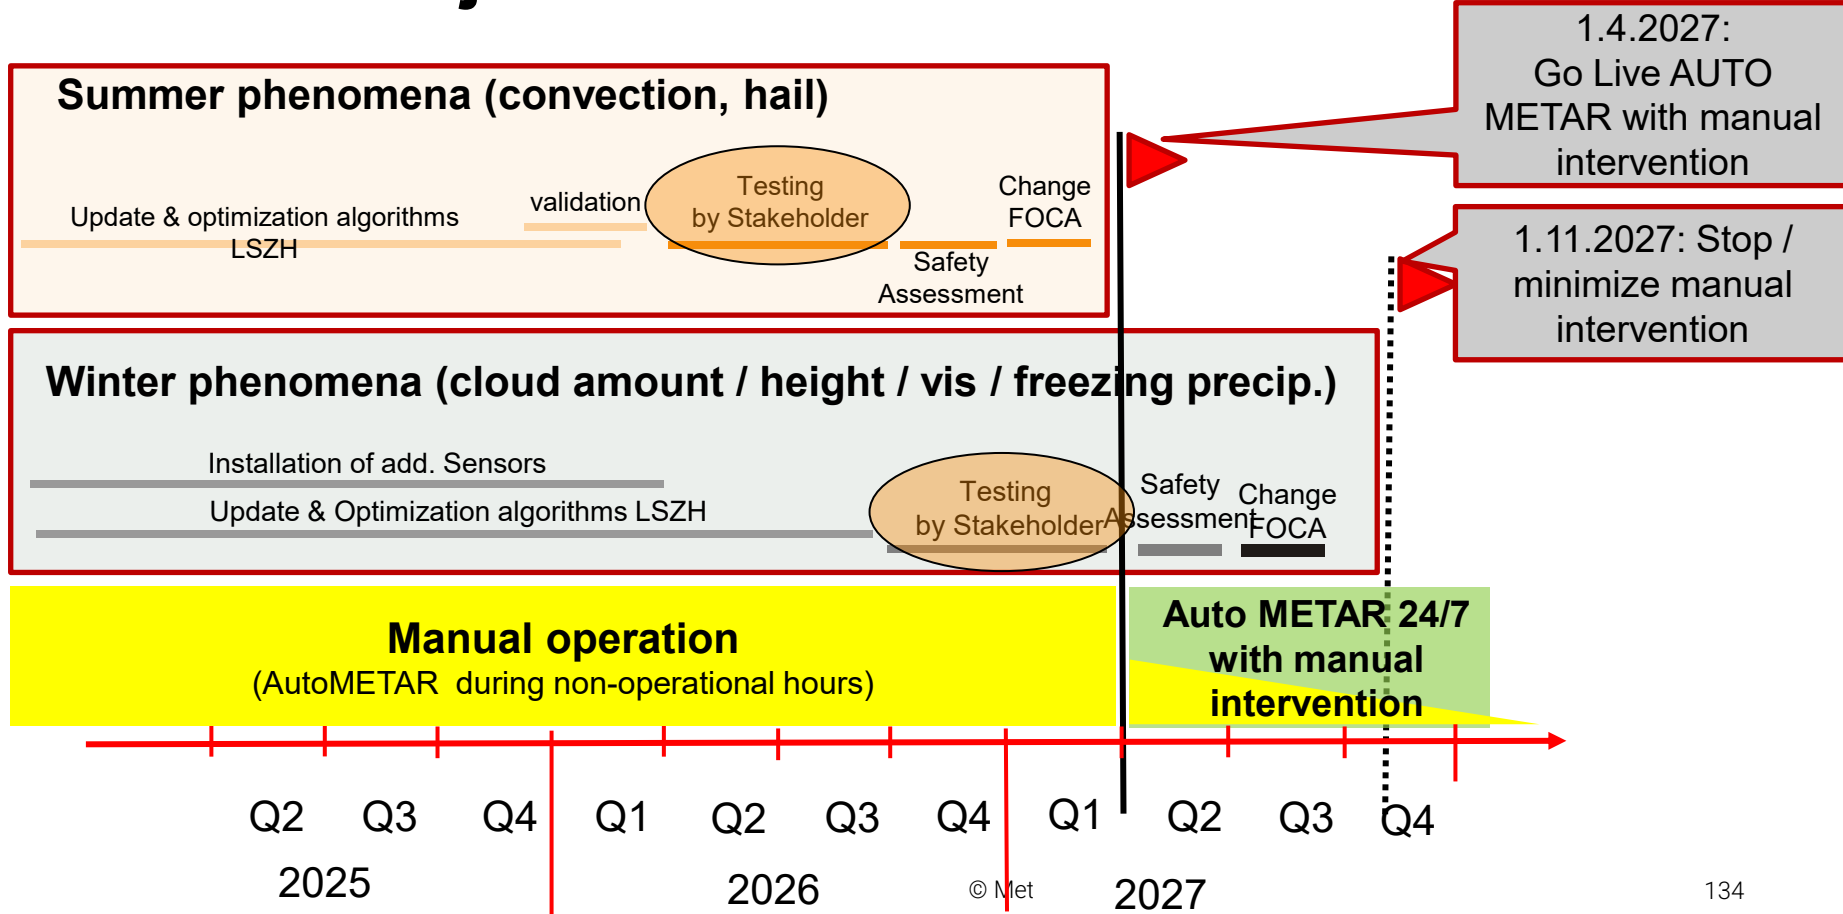 1.4.2027:
Go Live AUTO
METAR with manual
intervention
Summer phenomena (convection, hail)
Update & optimization algorithms
LSZH
validation
Testing
by Stakeholder
Safety
Assessment
Change
FOCA
1.11.2027: Stop /
minimize manual
intervention
Winter phenomena (cloud amount / height / vis / freezing precip.)
Installation of add. Sensors
Update & Optimization algorithms LSZH
Testing
by Stakeholder
Safety
Assessment
Change
FOCA
Manual operation
(AutoMETAR during non-operational hours)
Auto METAR 24/7
with manual
intervention
Q2 Q3 Q4 Q1 Q2 Q3 Q4 Q1 Q2 Q3 Q4
2025 2026 2027
© Met
134